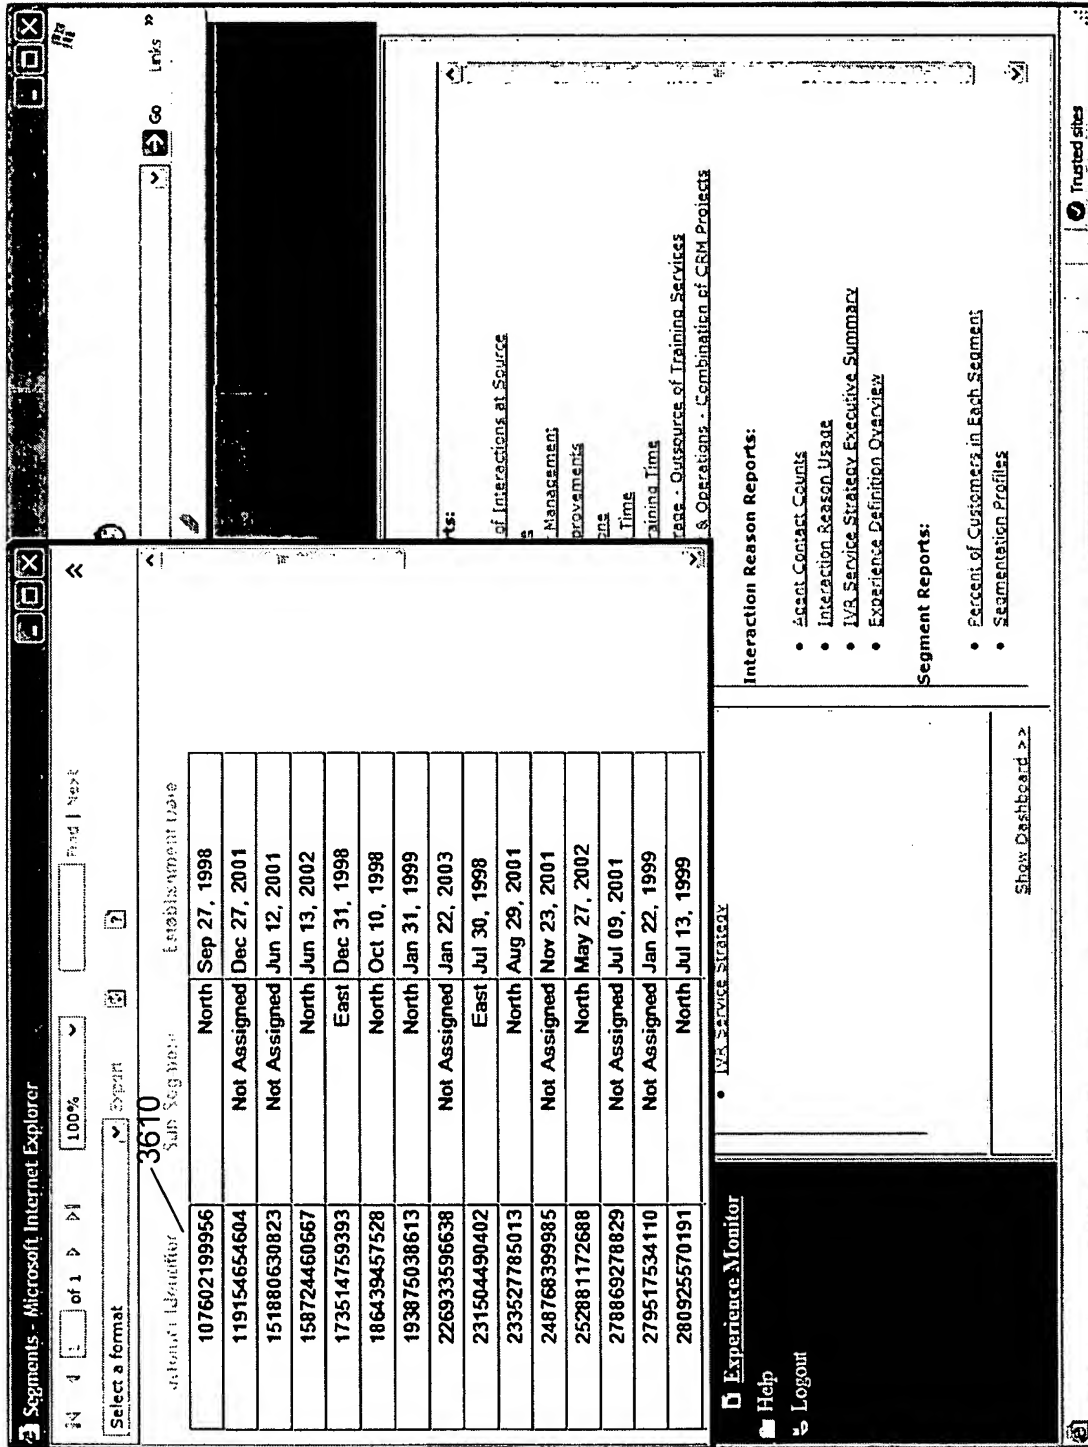 Segments - Microsoft Internet Explorer
of 1
100%
Find | Next
Select a format
Export
3610
Customer Identifier Sub Segment Establishment Date
107602199956 North Sep 27, 1998
119154654604 Not Assigned Dec 27, 2001
151880630823 Not Assigned Jun 12, 2001
158724460667 North Jun 13, 2002
173514759393 East Dec 31, 1998
186439457528 North Oct 10, 1998
193875038613 North Jan 31, 1999
226933596638 Not Assigned Jan 22, 2003
231504490402 East Jul 30, 1998
233527785013 North Aug 29, 2001
248768399985 Not Assigned Nov 23, 2001
252881172688 North May 27, 2002
278869278829 Not Assigned Jul 09, 2001
279517534110 Not Assigned Jan 22, 1999
280925570191 North Jul 13, 1999
Go Links »
ts:
of Interactions at Source
Management
provements
Time
raining Time
rage - Outsource of Training Services
& Operations - Combination of CRM Projects
• IVR Service Strategy
Interaction Reason Reports:
• Agent Contact Counts
• Interaction Reason Usage
• IVR Service Strategy Executive Summary
• Experience Definition Overview
Segment Reports:
• Percent of Customers in Each Segment
• Segmentation Profiles
Show Dashboard >>
Experience Monitor
Help
Logout
Trusted sites